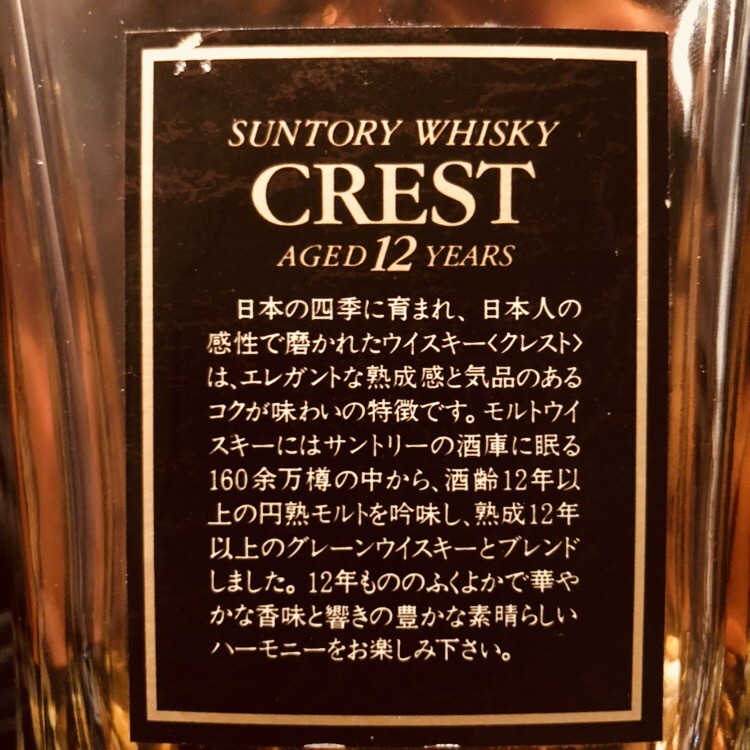 SUNTORY WHISKY
CREST
AGED 12 YEARS
日本の四季に育まれ、日本人の
感性で磨かれたウイスキー〈クレスト〉
は、エレガントな熟成感と気品のある
コクが味わいの特徴です。モルトウイ
スキーにはサントリーの酒庫に眠る
160余万樽の中から、酒齢12年以
上の円熟モルトを吟味し、熟成12年
以上のグレーンウイスキーとブレンド
しました。12年もののふくよかで華や
かな香味と響きの豊かな素晴らしい
ハーモニーをお楽しみ下さい。